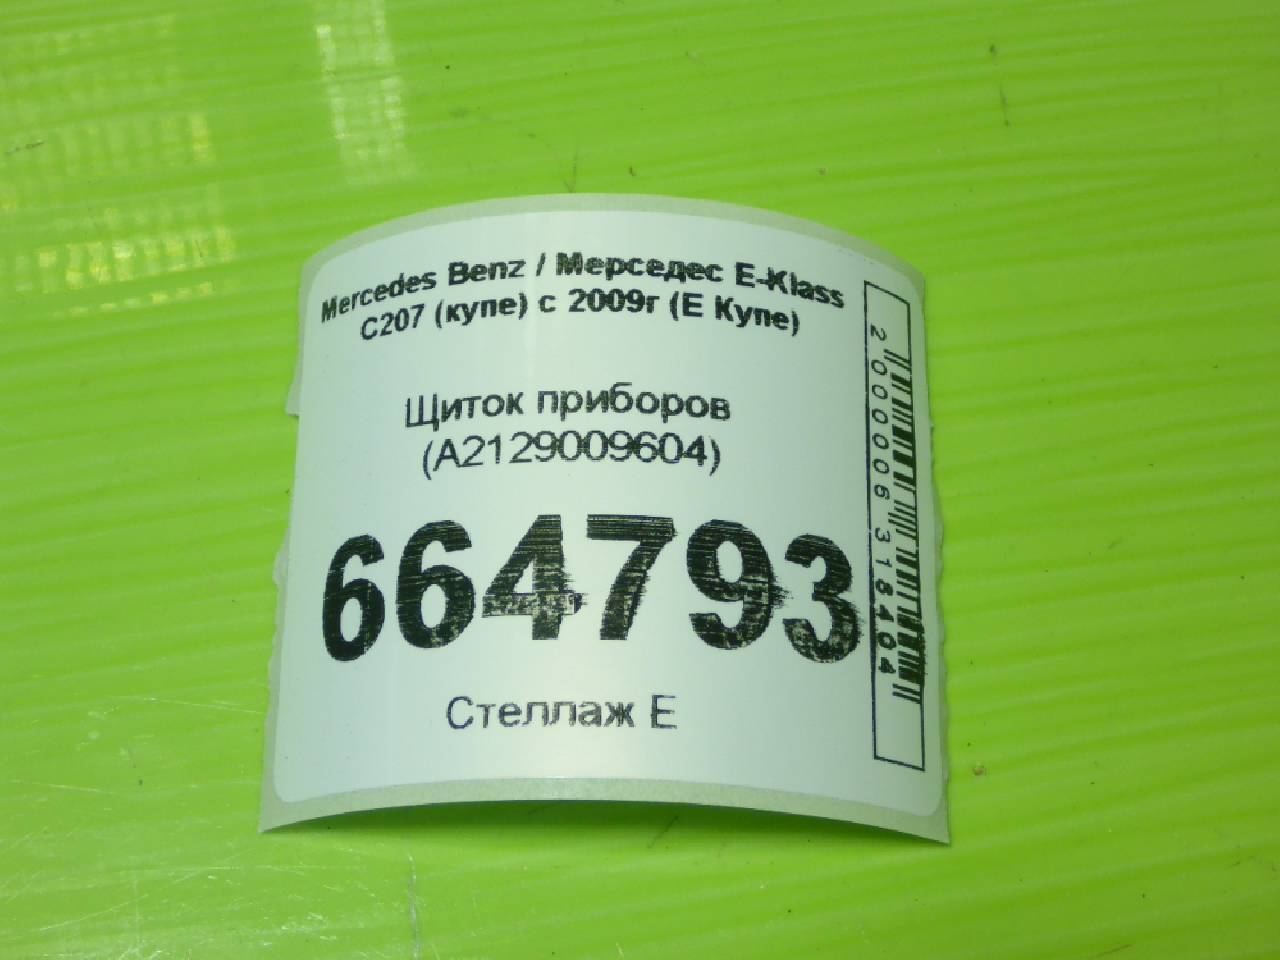 Mercedes Benz / Мерседес E-Klass
C207 (купе) с 2009г (Е Купе)
Щиток приборов
(A2129009604)
664793
Стеллаж Е
2000006318404